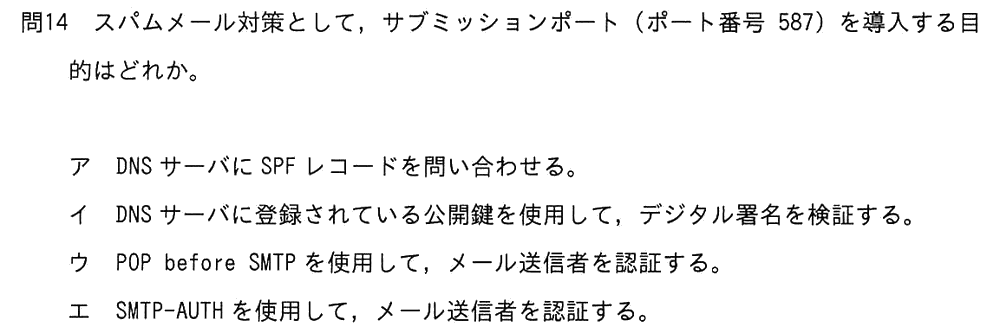 問14 スパムメール対策として，サブミッションポート（ポート番号 587）を導入する目
的はどれか。
ア DNS サーバに SPF レコードを問い合わせる。
イ DNS サーバに登録されている公開鍵を使用して，デジタル署名を検証する。
ウ POP before SMTP を使用して，メール送信者を認証する。
エ SMTP-AUTH を使用して，メール送信者を認証する。